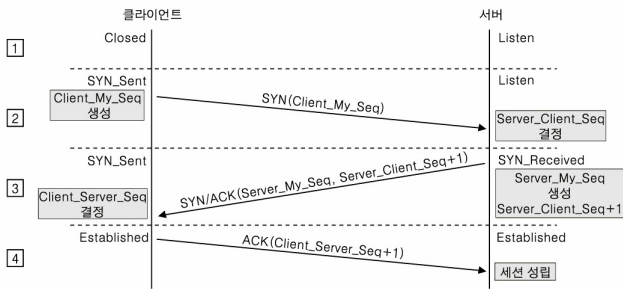 클라이언트
서버
1
Closed
Listen
SYN_Sent
Listen
2
Client_My_Seq
생성
SYN(Client_My_Seq)
Server_Client_Seq
결정
SYN_Sent
SYN_Received
3
Client_Server_Seq
결정
SYN/ACK(Server_My_Seq, Server_Client_Seq+1)
Server_My_Seq
생성
Server_Client_Seq+1
Established
Established
4
ACK(Client_Server_Seq+1)
세션 성립